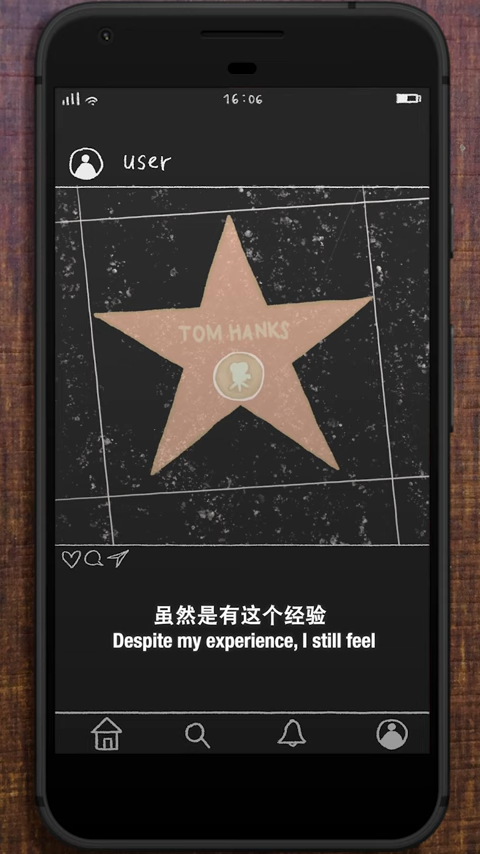 16:06
user
TOM HANKS
虽然是有这个经验
Despite my experience, I still feel